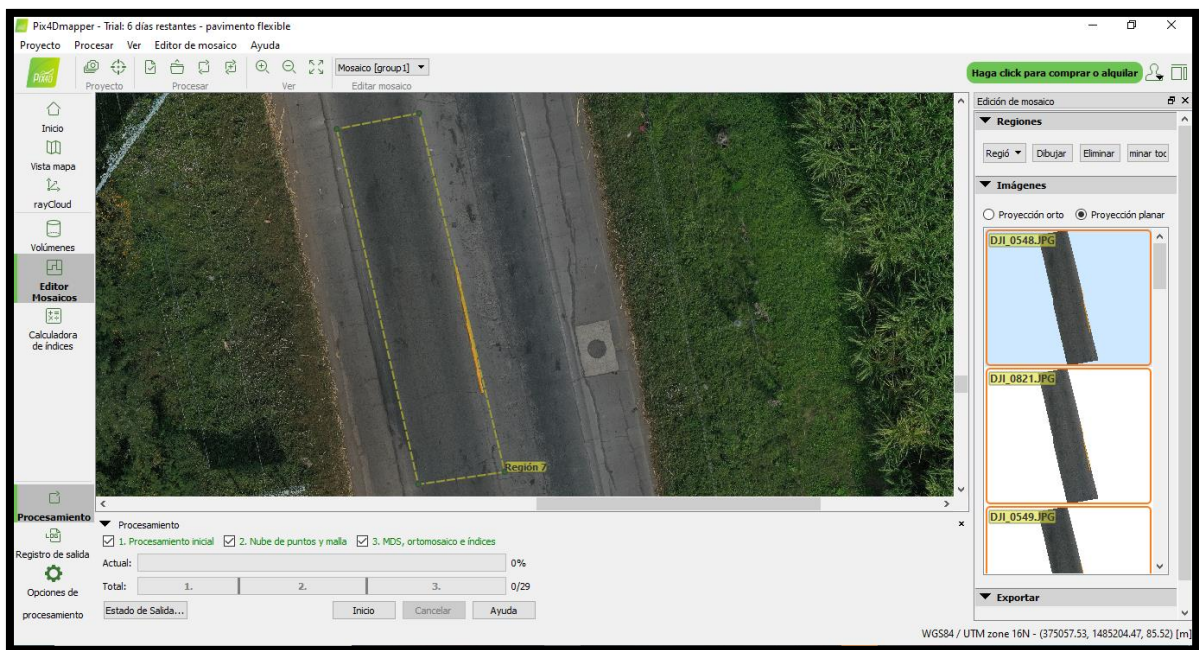 Pix4Dmapper - Trial: 6 días restantes - pavimento flexible
Proyecto Procesar Ver Editor de mosaico Ayuda
PIX4D
Mosaico [group1]
Proyecto Procesar Ver Editar mosaico
Haga click para comprar o alquilar
Inicio
Vista mapa
rayCloud
Volúmenes
Editor
Mosaicos
Calculadora
de índices
Región 7
Edición de mosaico
Regiones
Regió Dibujar Eliminar minar toc
Imágenes
Proyección orto Proyección planar
DJI_0548.JPG
DJI_0821.JPG
DJI_0549.JPG
Exportar
Procesamiento
Registro de salida
LOG
Opciones de
procesamiento
Procesamiento
1. Procesamiento inicial 2. Nube de puntos y malla 3. MDS, ortomosaico e índices
Actual: 0%
Total: 1. 2. 3. 0/29
Estado de Salida... Inicio Cancelar Ayuda
WGS84 / UTM zone 16N - (375057.53, 1485204.47, 85.52) [m]